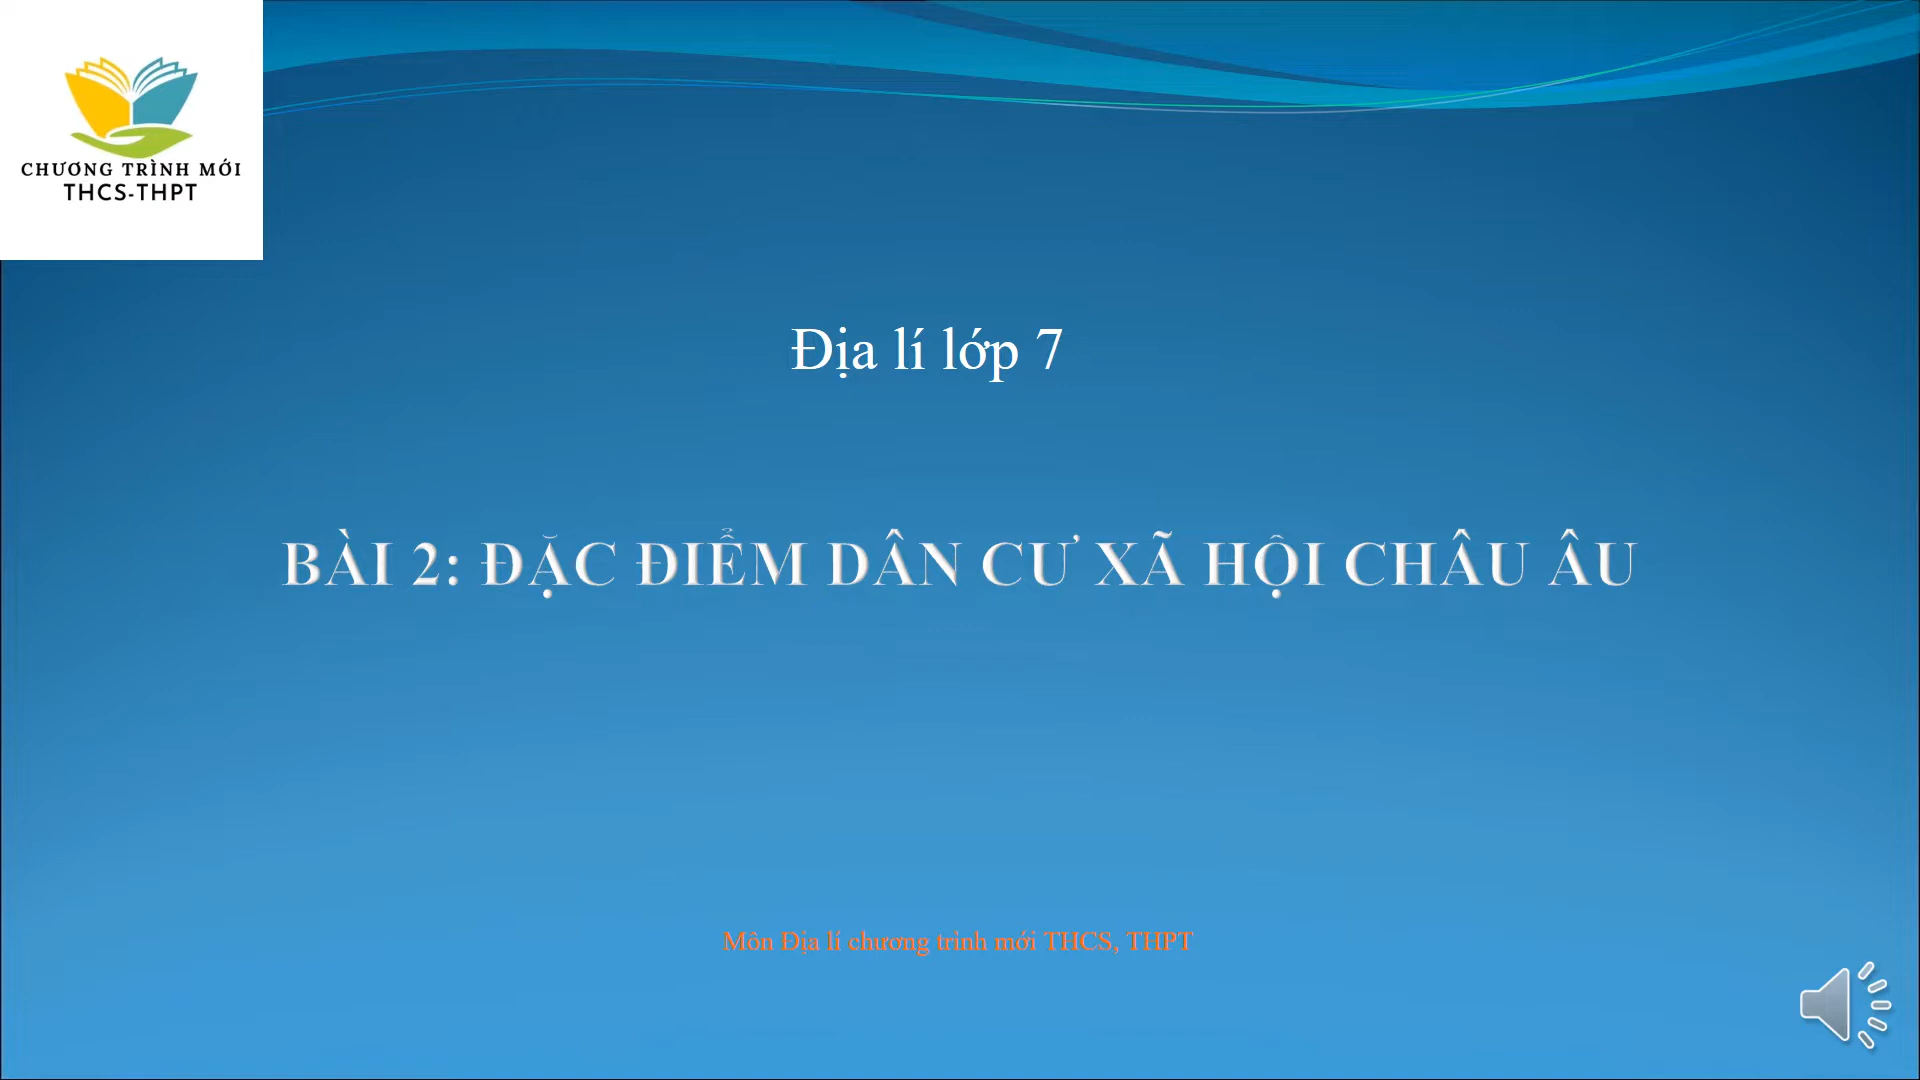 CHƯƠNG TRÌNH MỚI
THCS-THPT
Địa lí lớp 7
BÀI 2: ĐẶC ĐIỂM DÂN CƯ XÃ HỘI CHÂU ÂU
Môn Địa lí chương trình mới THCS, THPT